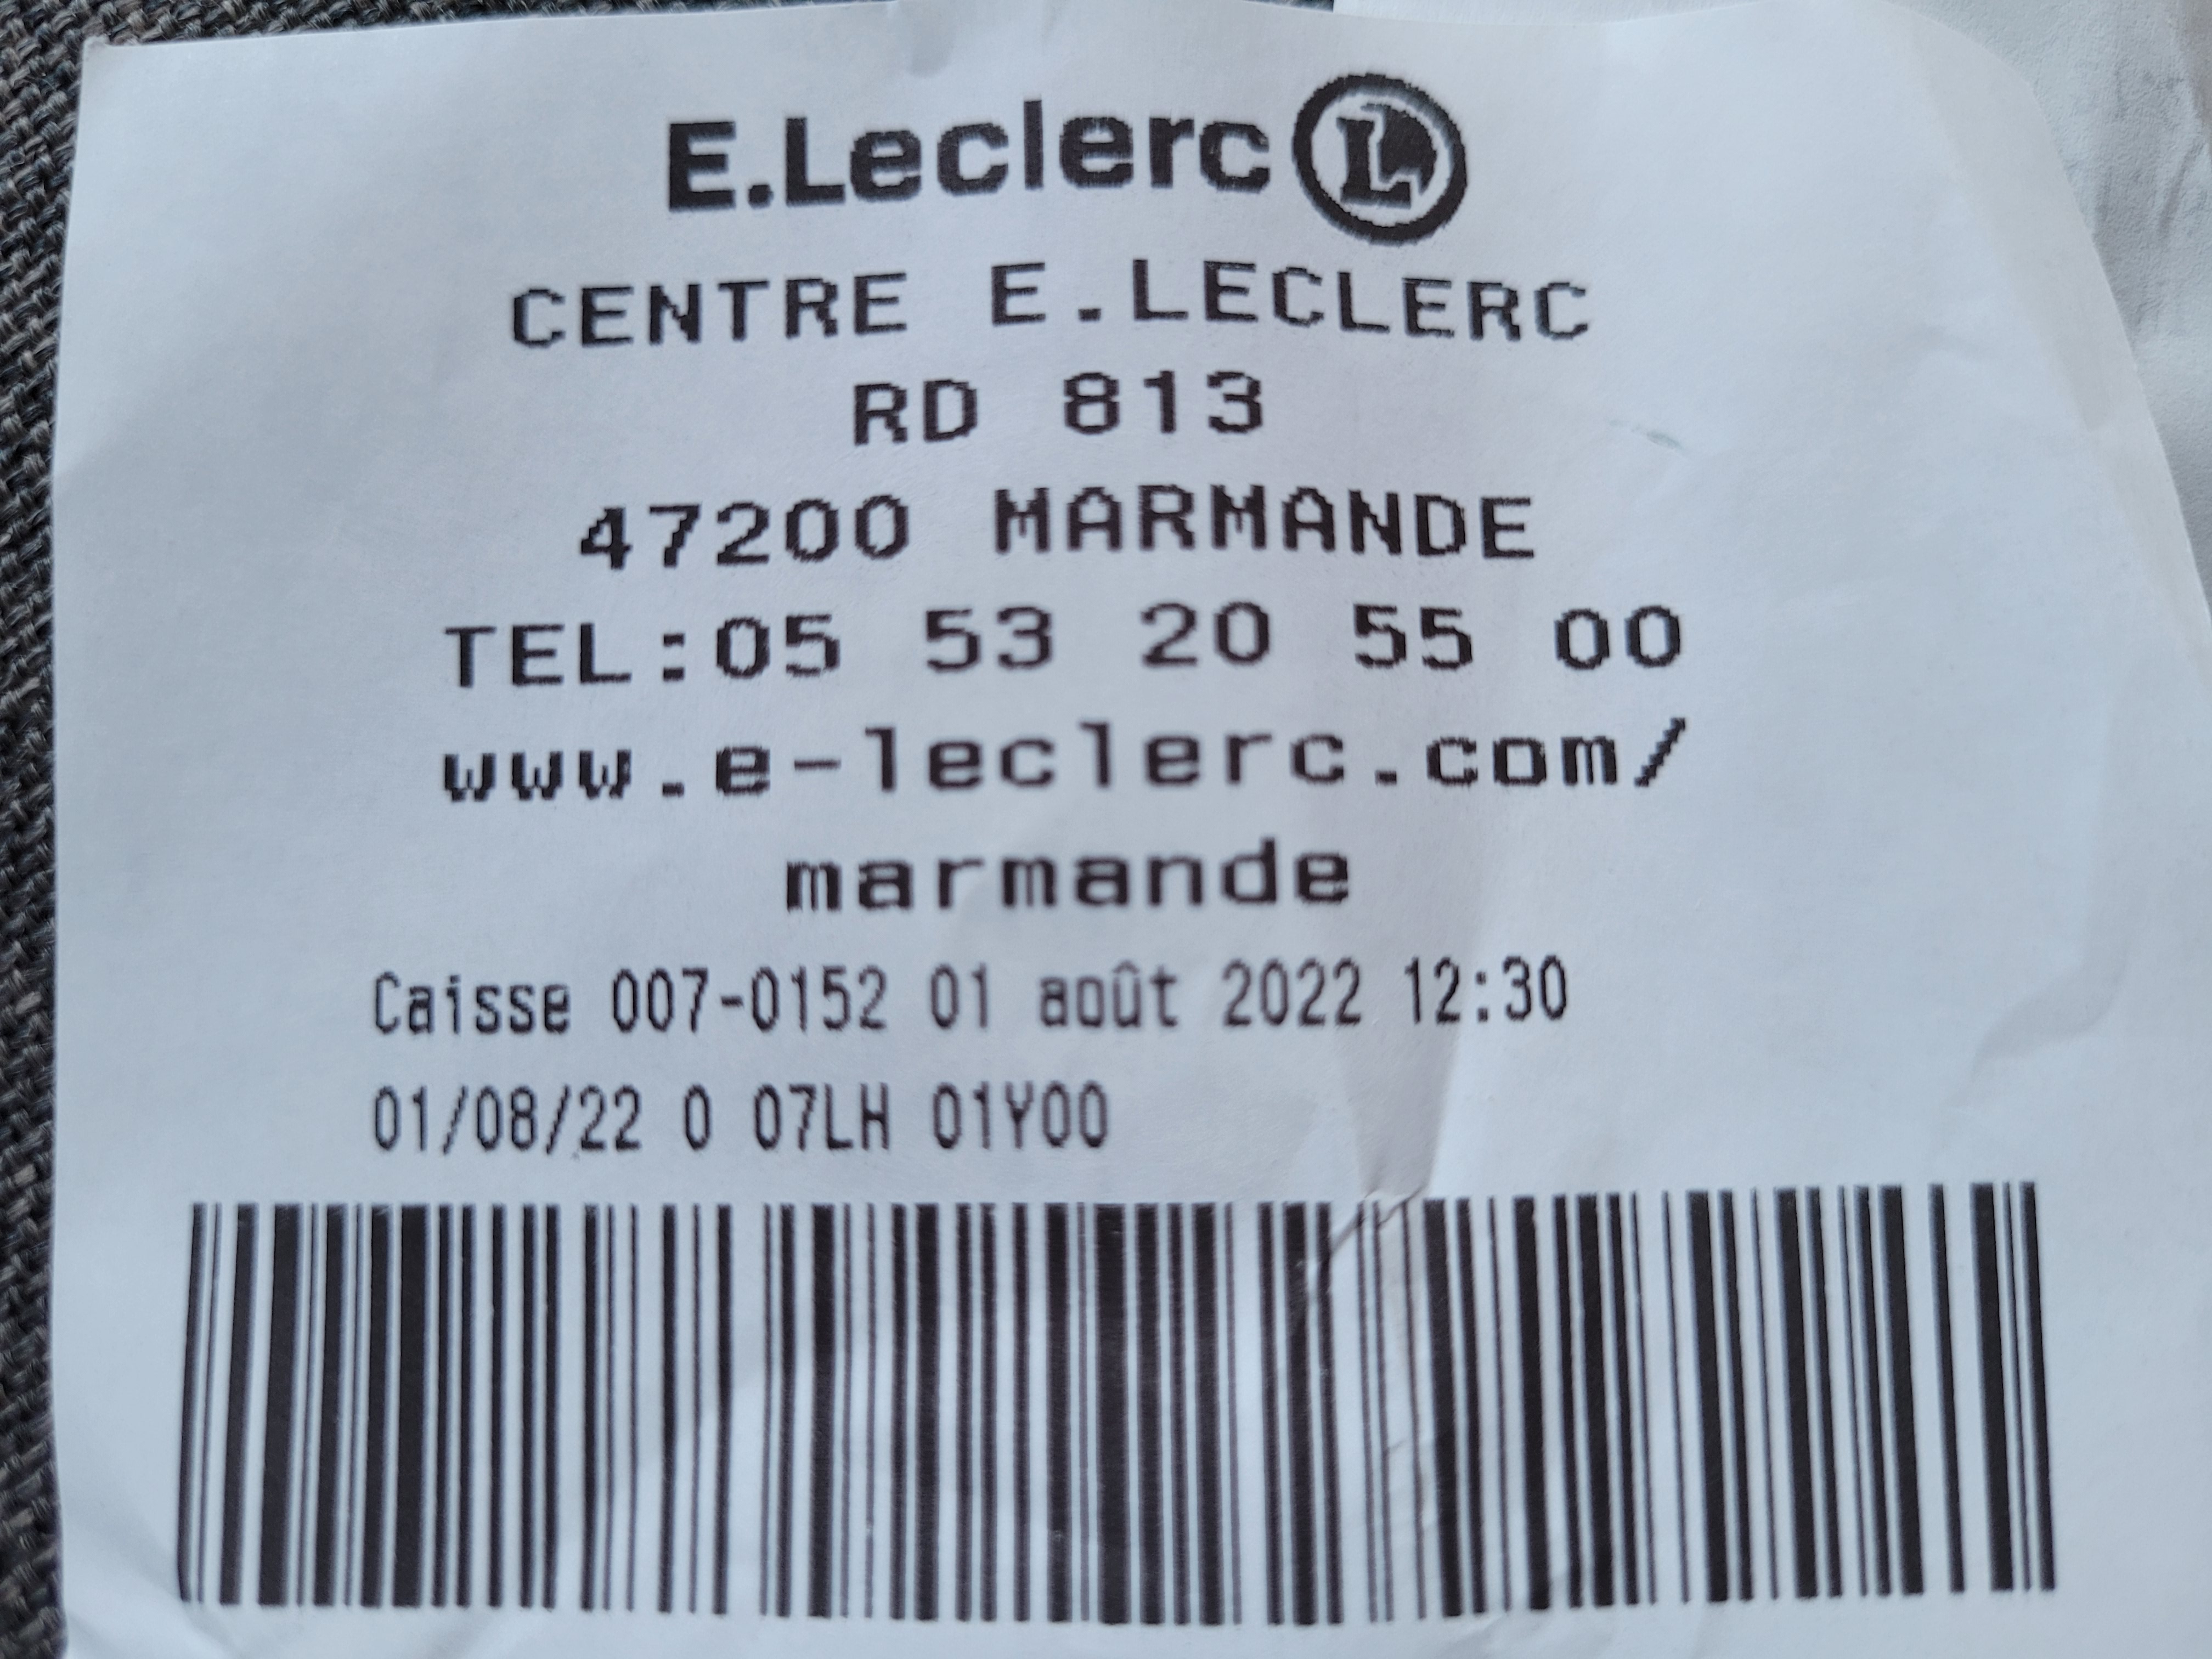 E.Leclerc L
CENTRE E.LECLERC
RD 813
47200 MARMANDE
TEL:05 53 20 55 00
www.e-leclerc.com/
marmande
Caisse 007-0152 01 août 2022 12:30
01/08/22 0 07LH 01Y00